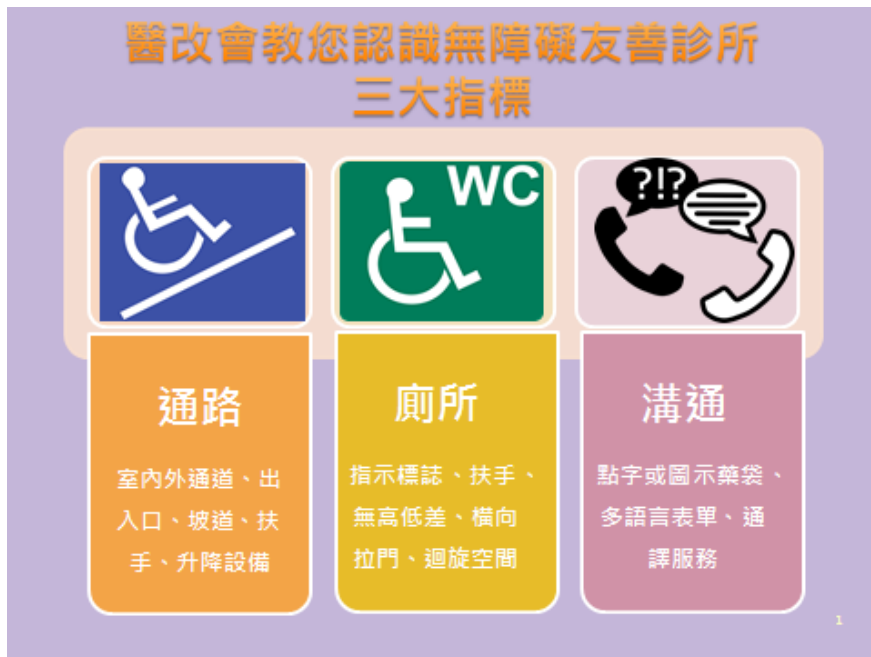 醫改會教您認識無障礙友善診所
三大指標
WC
?!?
通路
室內外通道、出
入口、坡道、扶
手、升降設備
廁所
指示標誌、扶手、
無高低差、橫向
拉門、迴旋空間
溝通
點字或圖示藥袋、
多語言表單、通
譯服務
1